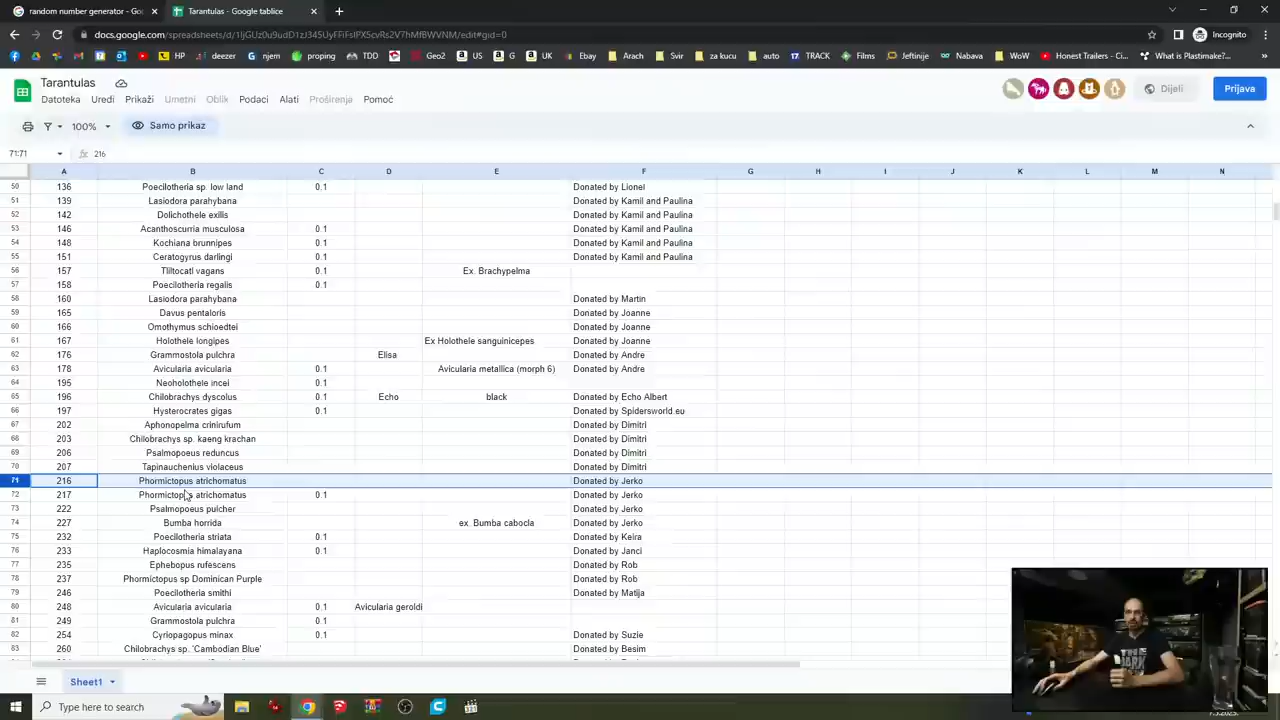 random number generator - Go
Tarantulas - Google tablice
docs.google.com/spreadsheets/d/1ljGUz0u9udD1zJ345UyFFiFsIPX5cvRs2V7hMfBWVNM/edit#gid=0
Incognito
HP
deezer
njem
proping
TDD
Geo2
US
G
UK
Ebay
Arach
Svir
za kucu
auto
TRACK
Films
Jeftinje
Nabava
WoW
Honest Trailers - Ci...
What is Plastimake?...
Tarantulas
Datoteka Uredi Prikaži Umetni Oblik Podaci Alati Proširenja Pomoć
Dijeli
Prijava
100%
Samo prikaz
71:71
fx 216
A B C D E F G H I J K L M N
50 136 Poecilotheria sp. low land 0.1 Donated by Lionel
51 139 Lasiodora parahybana Donated by Kamil and Paulina
52 142 Dolichothele exilis Donated by Kamil and Paulina
53 146 Acanthoscurria musculosa 0.1 Donated by Kamil and Paulina
54 148 Kochiana brunnipes 0.1 Donated by Kamil and Paulina
55 151 Ceratogyrus darlingi 0.1 Donated by Kamil and Paulina
56 157 Tliltocatl vagans 0.1 Ex. Brachypelma
57 158 Poecilotheria regalis 0.1
58 160 Lasiodora parahybana Donated by Martin
59 165 Davus pentaloris Donated by Joanne
60 166 Omothymus schioedtei Donated by Joanne
61 167 Holothele longipes Ex Holothele sanguinicepes Donated by Joanne
62 176 Grammostola pulchra Elisa Donated by Andre
63 178 Avicularia avicularia 0.1 Avicularia metallica (morph 6) Donated by Andre
64 195 Neoholothele incei 0.1
65 196 Chilobrachys dyscolus 0.1 Echo black Donated by Echo Albert
66 197 Hysterocrates gigas 0.1 Donated by Spidersworld.eu
67 202 Aphonopelma crinirufum Donated by Dimitri
68 203 Chilobrachys sp. kaeng krachan Donated by Dimitri
69 206 Psalmopoeus reduncus Donated by Dimitri
70 207 Tapinauchenius violaceus Donated by Dimitri
71 216 Phormictopus atrichomatus Donated by Jerko
72 217 Phormictopus atrichomatus 0.1 Donated by Jerko
73 222 Psalmopoeus pulcher Donated by Jerko
74 227 Bumba horrida ex. Bumba cabocla Donated by Jerko
75 232 Poecilotheria striata 0.1 Donated by Keira
76 233 Haplocosmia himalayana 0.1 Donated by Janci
77 235 Ephebopus rufescens Donated by Rob
78 237 Phormictopus sp Dominican Purple Donated by Rob
79 246 Poecilotheria smithi Donated by Matija
80 248 Avicularia avicularia 0.1 Avicularia geroldi
81 249 Grammostola pulchra 0.1
82 254 Cyriopagopus minax 0.1 Donated by Suzie
83 260 Chilobrachys sp. 'Cambodian Blue' Donated by Besim
Sheet1
Type here to search